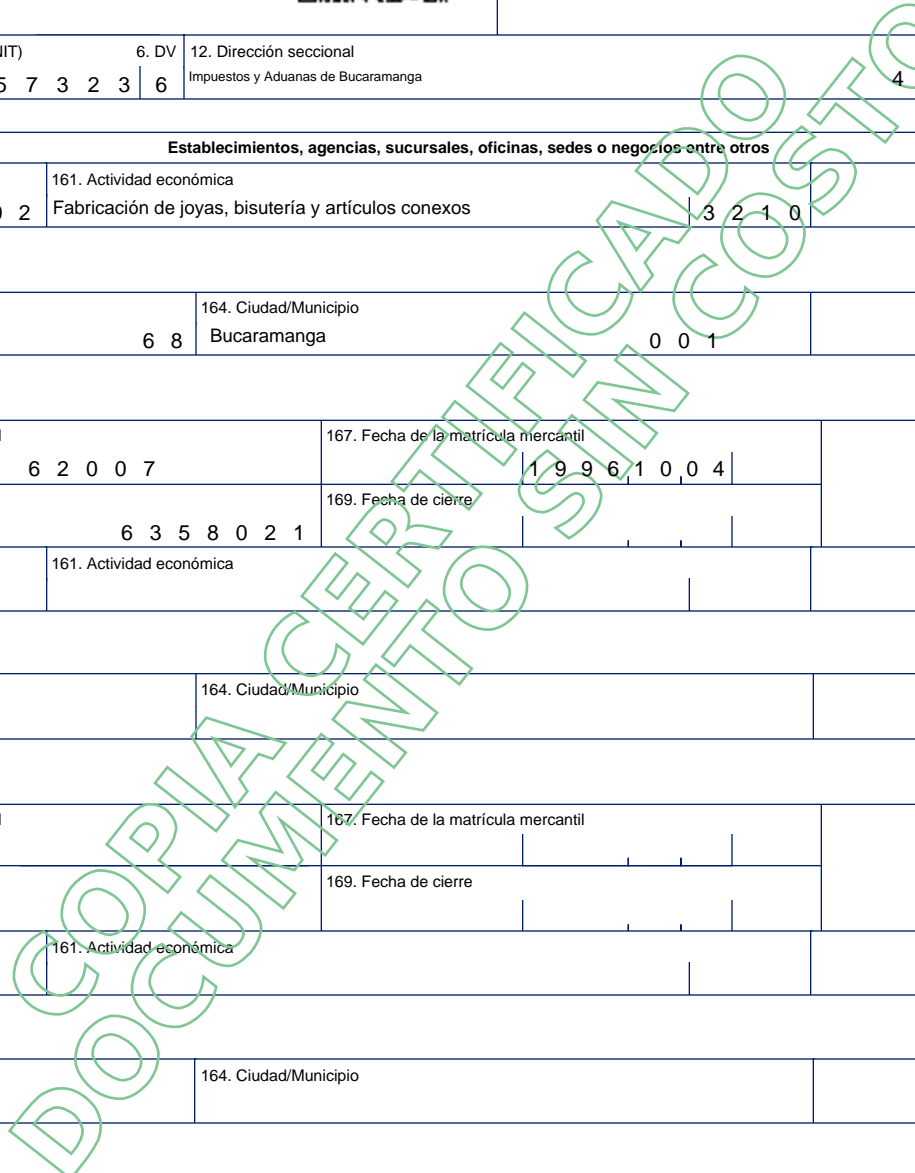 6. DV 12. Dirección seccional
5 7 3 2 3 6 Impuestos y Aduanas de Bucaramanga 4
Establecimientos, agencias, sucursales, oficinas, sedes o negocios entre otros
161. Actividad económica
2 Fabricación de joyas, bisutería y artículos conexos 3 2 1 0
164. Ciudad/Municipio
6 8 Bucaramanga 0 0 1
167. Fecha de la matrícula mercantil
6 2 0 0 7 1 9 9 6 1 0 0 4
169. Fecha de cierre
6 3 5 8 0 2 1
161. Actividad económica
164. Ciudad/Municipio
167. Fecha de la matrícula mercantil
169. Fecha de cierre
161. Actividad económica
164. Ciudad/Municipio
COPIA CERTIFICADO
DOCUMENTO SIN COSTO